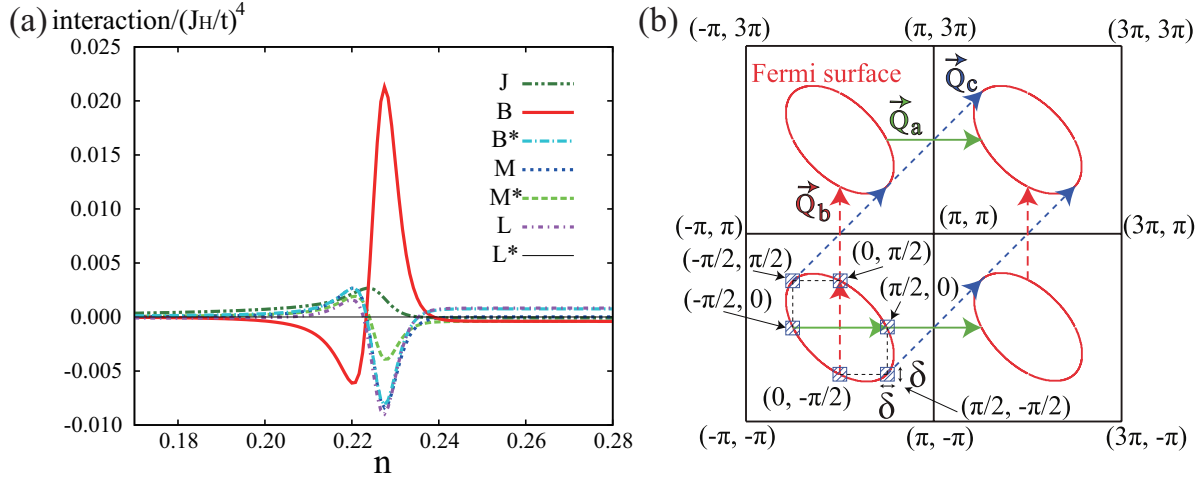 (a) interaction/(JH/t)^4
0.025
0.020
0.015
0.010
0.005
0.000
-0.005
-0.010
J
B
B*
M
M*
L
L*
0.18 0.20 0.22 0.24 0.26 0.28
n
(b) (-π, 3π) (π, 3π) (3π, 3π)
Fermi surface
Qc
Qa
Qb
(-π, π) (π, π) (3π, π)
(-π/2, π/2) (0, π/2)
(-π/2, 0) (π/2, 0)
δ
δ
(0, -π/2) (π/2, -π/2)
(-π, -π) (π, -π) (3π, -π)